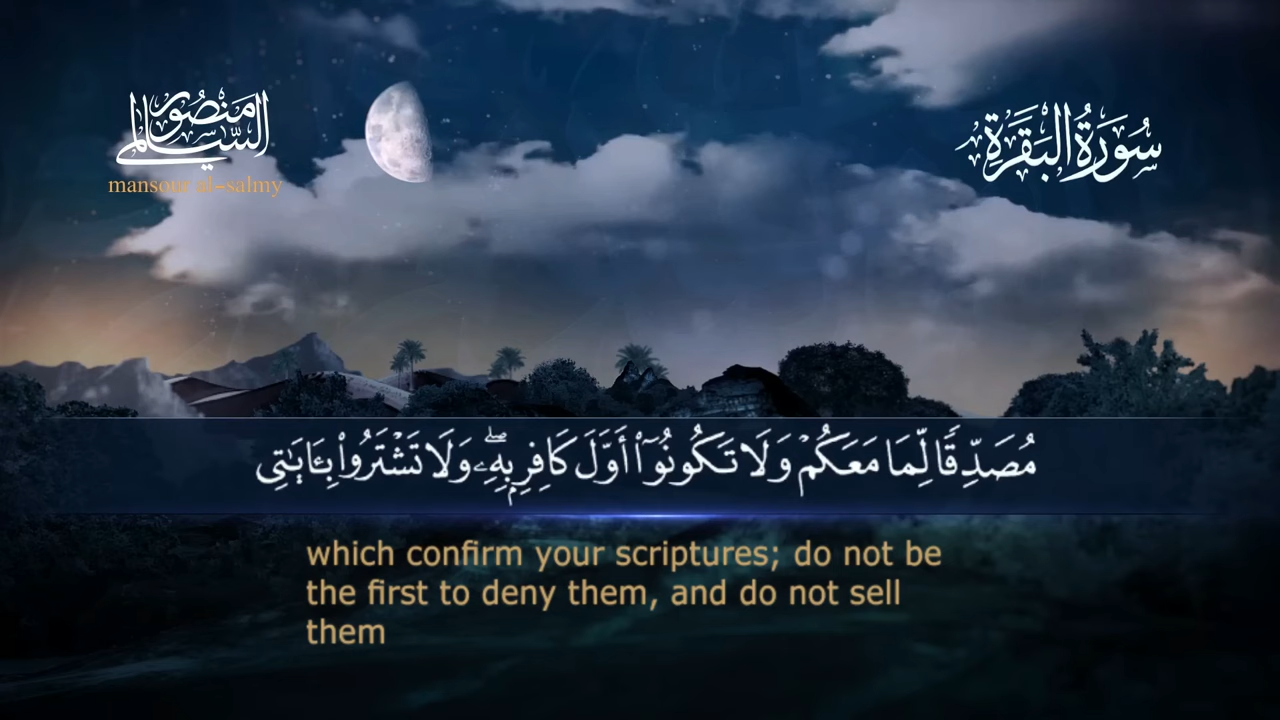 منصور
السالمي
mansour al-salmy
سُورَةُ البَقَرَةِ
مُصَدِّقًا لِّمَا مَعَكُمْ وَلَا تَكُونُوٓا۟ أَوَّلَ كَافِرِۭ بِهِۦ ۖ وَلَا تَشْتَرُوا۟ بِـَٔايَـٰتِى
which confirm your scriptures; do not be
the first to deny them, and do not sell
them